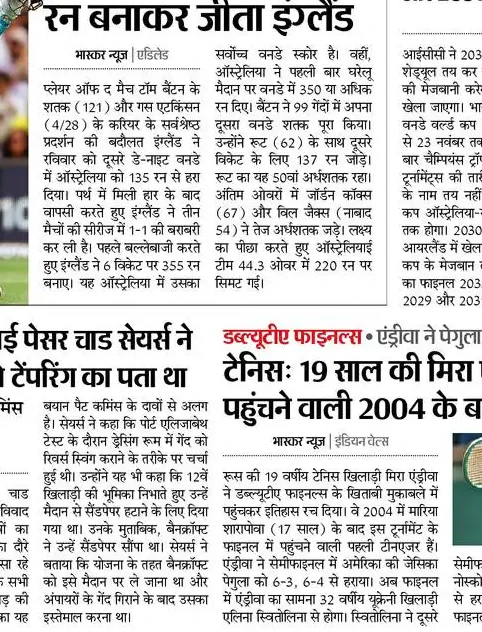 रन बनाकर जीता इंग्लैंड
भास्कर न्यूज | एडिलेड
प्लेयर ऑफ द मैच टॉम बैंटन के
शतक (121) और गस एटकिंसन
(4/28) के करियर के सर्वश्रेष्ठ
प्रदर्शन की बदौलत इंग्लैंड ने
रविवार को दूसरे डे-नाइट वनडे
में ऑस्ट्रेलिया को 135 रन से हरा
दिया। पर्थ में मिली हार के बाद
वापसी करते हुए इंग्लैंड ने तीन
मैचों की सीरीज में 1-1 की बराबरी
कर ली है। पहले बल्लेबाजी करते
हुए इंग्लैंड ने 6 विकेट पर 355 रन
बनाए। यह ऑस्ट्रेलिया में उसका
सर्वोच्च वनडे स्कोर है। वहीं,
ऑस्ट्रेलिया ने पहली बार घरेलू
मैदान पर वनडे में 350 या अधिक
रन दिए। बैंटन ने 99 गेंदों में अपना
दूसरा वनडे शतक पूरा किया।
उन्होंने रूट (62) के साथ दूसरे
विकेट के लिए 137 रन जोड़े।
रूट का यह 50वां अर्धशतक रहा।
अंतिम ओवरों में जॉर्डन कॉक्स
(67) और विल जैक्स (नाबाद
54) ने तेज अर्धशतक जड़े। लक्ष्य
का पीछा करते हुए ऑस्ट्रेलियाई
टीम 44.3 ओवर में 220 रन पर
सिमट गई।
आईसीसी ने 203
शेड्यूल तय कर
की मेजबानी करे
खेला जाएगा। भा
वनडे वर्ल्ड कप
से 23 नवंबर तक
बार चैम्पियंस ट्रॉ
टूर्नामेंट्स की तारी
के नाम तय नहीं
कप ऑस्ट्रेलिया-
तक होगा। 2030
आयरलैंड में खेल
कप के मेजबान
का फाइनल 203
2029 और 203
ई पेसर चाड सेयर्स ने
टेंपरिंग का पता था
मिंस
चाड
विवाद
का
दौरे
सा रहे
सभी
ड़ की
का यह
बयान पैट कमिंस के दावों से अलग
है। सेयर्स ने कहा कि पोर्ट एलिजाबेथ
टेस्ट के दौरान ड्रेसिंग रूम में गेंद को
रिवर्स स्विंग कराने के तरीके पर चर्चा
हुई थी। उन्होंने यह भी कहा कि 12वें
खिलाड़ी की भूमिका निभाते हुए उन्हें
मैदान से सैंडपेपर हटाने के लिए दिया
गया था। उनके मुताबिक, बैनक्रॉफ्ट
ने उन्हें सैंडपेपर सौंपा था। सेयर्स ने
बताया कि योजना के तहत बैनक्रॉफ्ट
को इसे मैदान पर ले जाना था और
अंपायरों के गेंद गिराने के बाद उसका
इस्तेमाल करना था।
डब्ल्यूटीए फाइनल्स • एंड्रीवा ने पेगुला
टेनिसः 19 साल की मिरा
पहुंचने वाली 2004 के ब
भास्कर न्यूज | इंडियन वेल्स
रूस की 19 वर्षीय टेनिस खिलाड़ी मिरा एंड्रीवा
ने डब्ल्यूटीए फाइनल्स के खिताबी मुकाबले में
पहुंचकर इतिहास रच दिया। वे 2004 में मारिया
शारापोवा (17 साल) के बाद इस टूर्नामेंट के
फाइनल में पहुंचने वाली पहली टीनएजर हैं।
एंड्रीवा ने सेमीफाइनल में अमेरिका की जेसिका
पेगुला को 6-3, 6-4 से हराया। अब फाइनल
में एंड्रीवा का सामना 32 वर्षीय यूक्रेनी खिलाड़ी
एलिना स्वितोलिना से होगा। स्वितोलिना ने दूसरे
सेमीफ
नोस्को
से हरा
फाइन